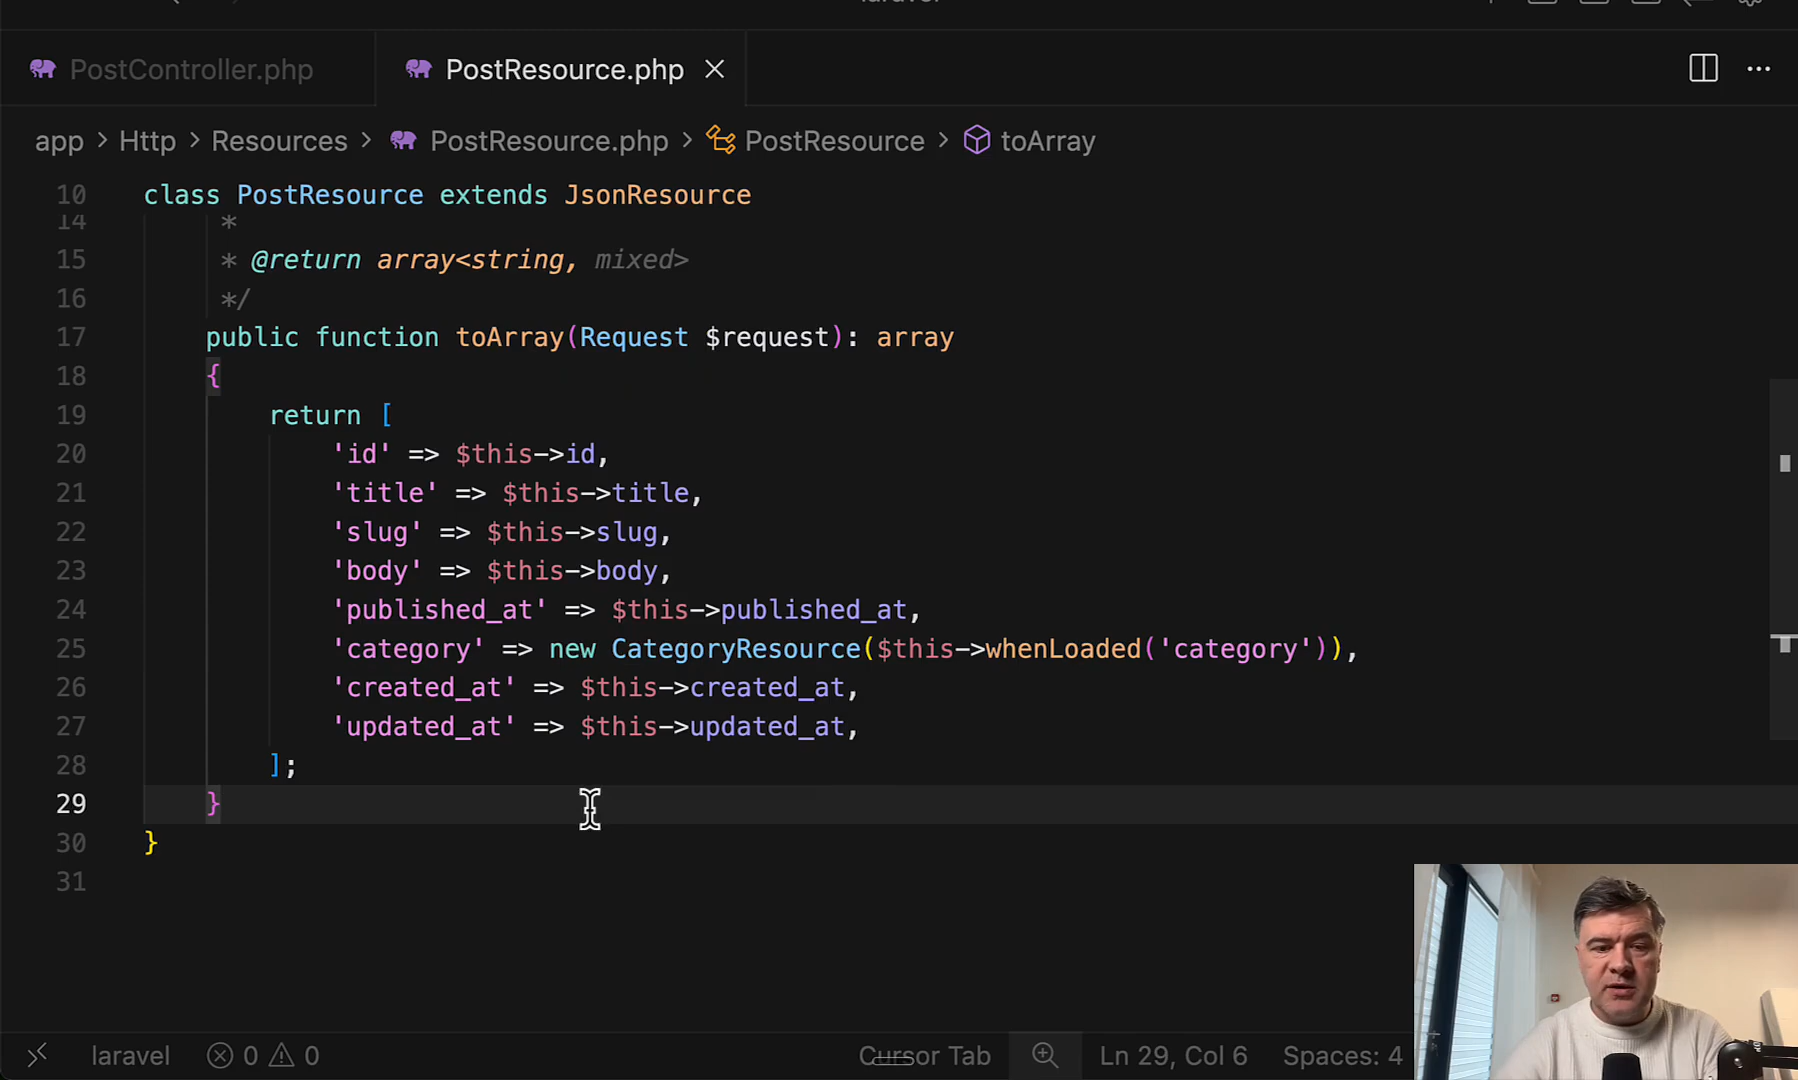 PostController.php
PostResource.php
app > Http > Resources > PostResource.php > PostResource > toArray
10 class PostResource extends JsonResource
14 *
15 * @return array<string, mixed>
16 */
17 public function toArray(Request $request): array
18 {
19 return [
20 'id' => $this->id,
21 'title' => $this->title,
22 'slug' => $this->slug,
23 'body' => $this->body,
24 'published_at' => $this->published_at,
25 'category' => new CategoryResource($this->whenLoaded('category')),
26 'created_at' => $this->created_at,
27 'updated_at' => $this->updated_at,
28 ];
29 }
30 }
31
laravel 0 0 Cursor Tab Ln 29, Col 6 Spaces: 4